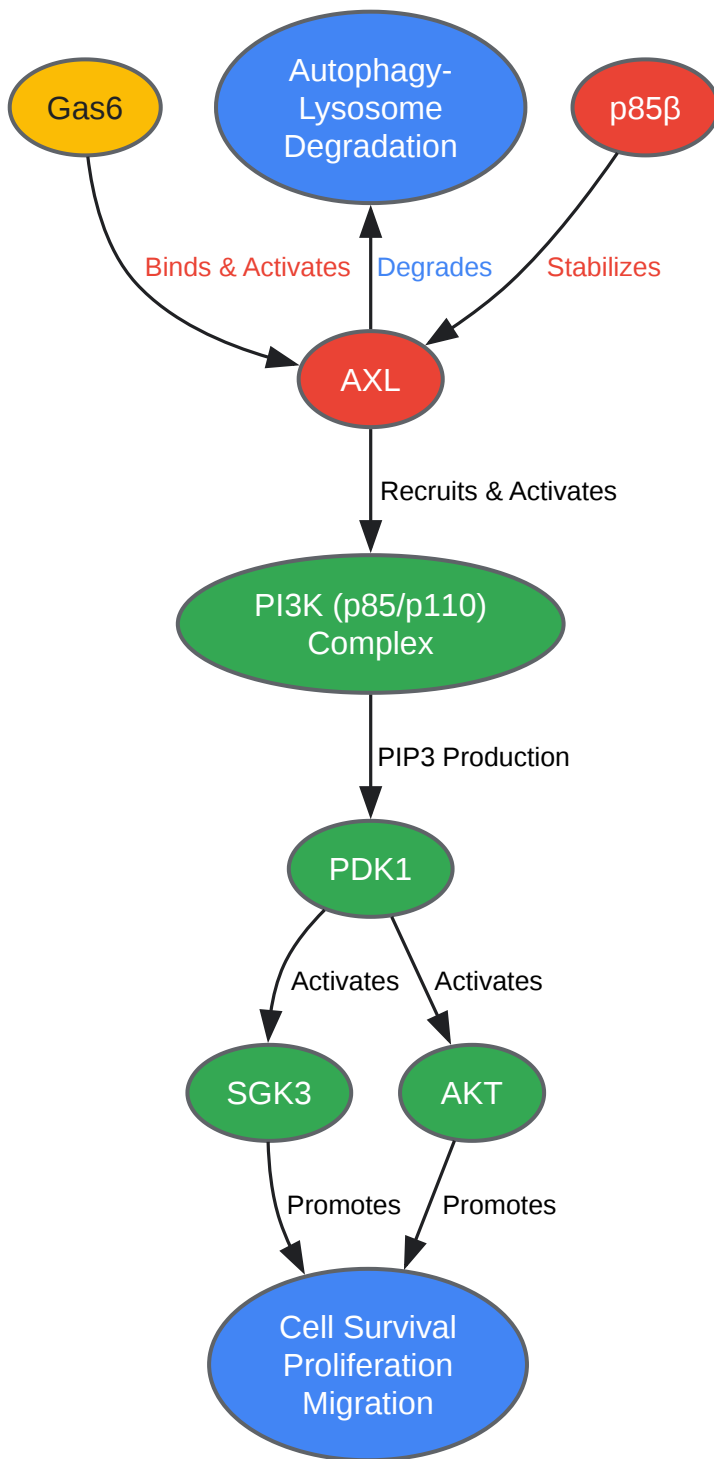 Gas6
Autophagy-
Lysosome
Degradation
p85β
Binds & Activates
Degrades
Stabilizes
AXL
Recruits & Activates
PI3K (p85/p110)
Complex
PIP3 Production
PDK1
Activates
Activates
SGK3
AKT
Promotes
Promotes
Cell Survival
Proliferation
Migration